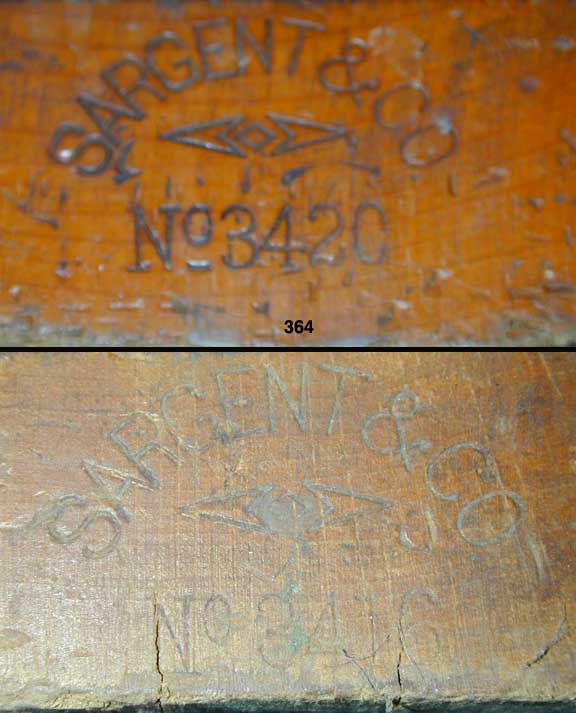 SARGENT & CO
No 3420
364
SARGENT & CO
No 3416